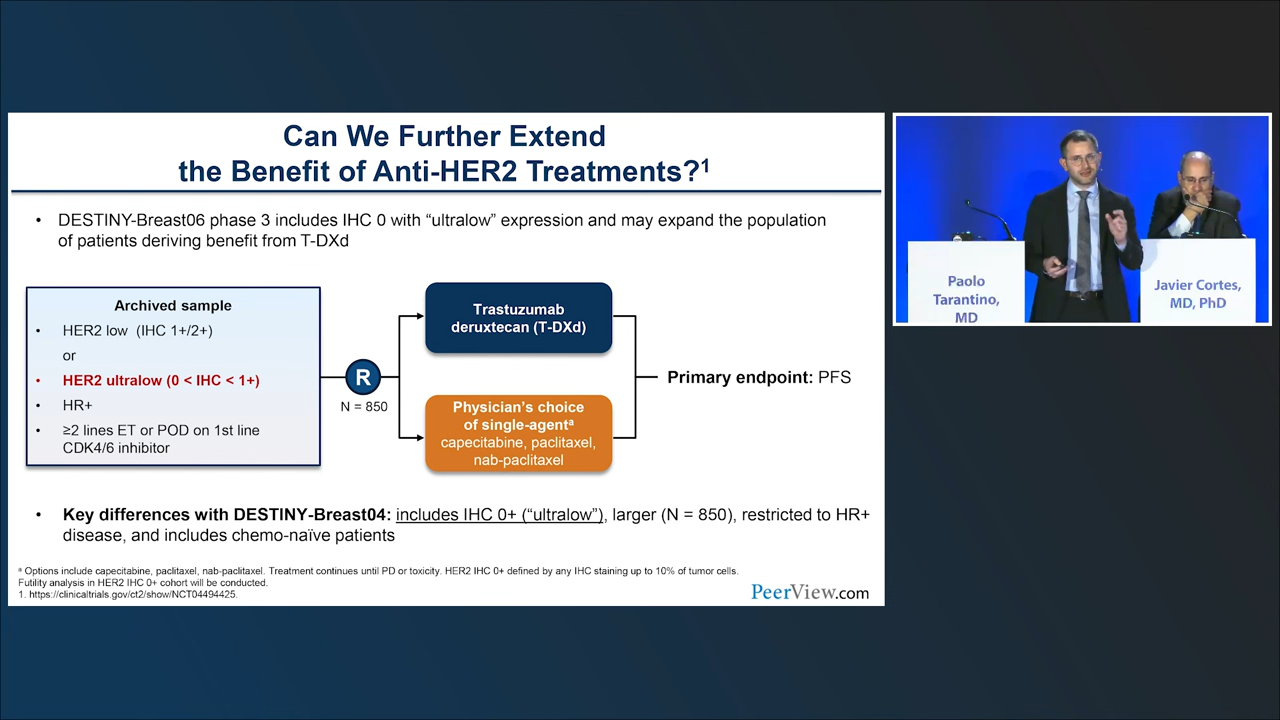 Can We Further Extend
the Benefit of Anti-HER2 Treatments?¹
• DESTINY-Breast06 phase 3 includes IHC 0 with “ultralow” expression and may expand the population
of patients deriving benefit from T-DXd
Archived sample
• HER2 low (IHC 1+/2+)
or
• HER2 ultralow (0 < IHC < 1+)
• HR+
• ≥2 lines ET or POD on 1st line
CDK4/6 inhibitor
R
N = 850
Trastuzumab
deruxtecan (T-DXd)
Physician’s choice
of single-agentᵃ
capecitabine, paclitaxel,
nab-paclitaxel
Primary endpoint: PFS
• Key differences with DESTINY-Breast04: includes IHC 0+ (“ultralow”), larger (N = 850), restricted to HR+
disease, and includes chemo-naïve patients
ᵃ Options include capecitabine, paclitaxel, nab-paclitaxel. Treatment continues until PD or toxicity. HER2 IHC 0+ defined by any IHC staining up to 10% of tumor cells.
Futility analysis in HER2 IHC 0+ cohort will be conducted.
1. https://clinicaltrials.gov/ct2/show/NCT04494425.
PeerView.com
Paolo
Tarantino,
MD
Javier Cortes,
MD, PhD